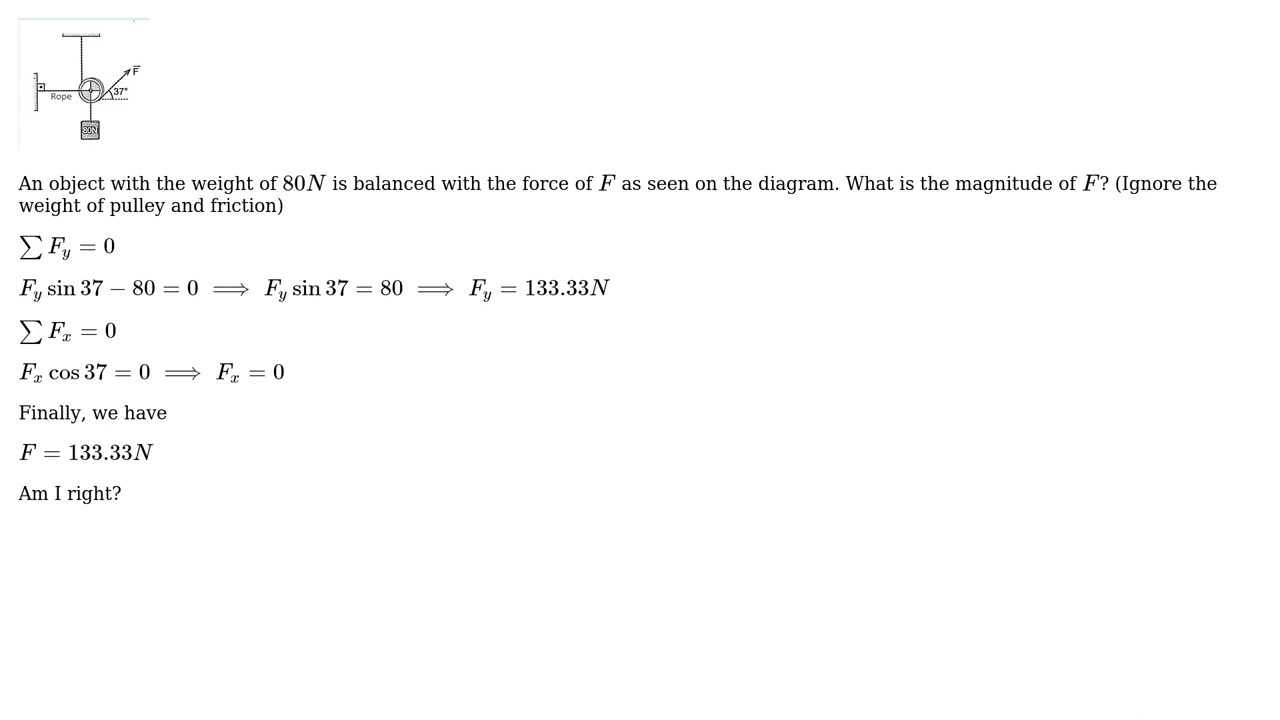 F⃗
37°
Rope
80N
An object with the weight of 80N is balanced with the force of F as seen on the diagram. What is the magnitude of F? (Ignore the
weight of pulley and friction)
∑ F_y = 0
F_y sin 37 − 80 = 0 ⟹ F_y sin 37 = 80 ⟹ F_y = 133.33N
∑ F_x = 0
F_x cos 37 = 0 ⟹ F_x = 0
Finally, we have
F = 133.33N
Am I right?